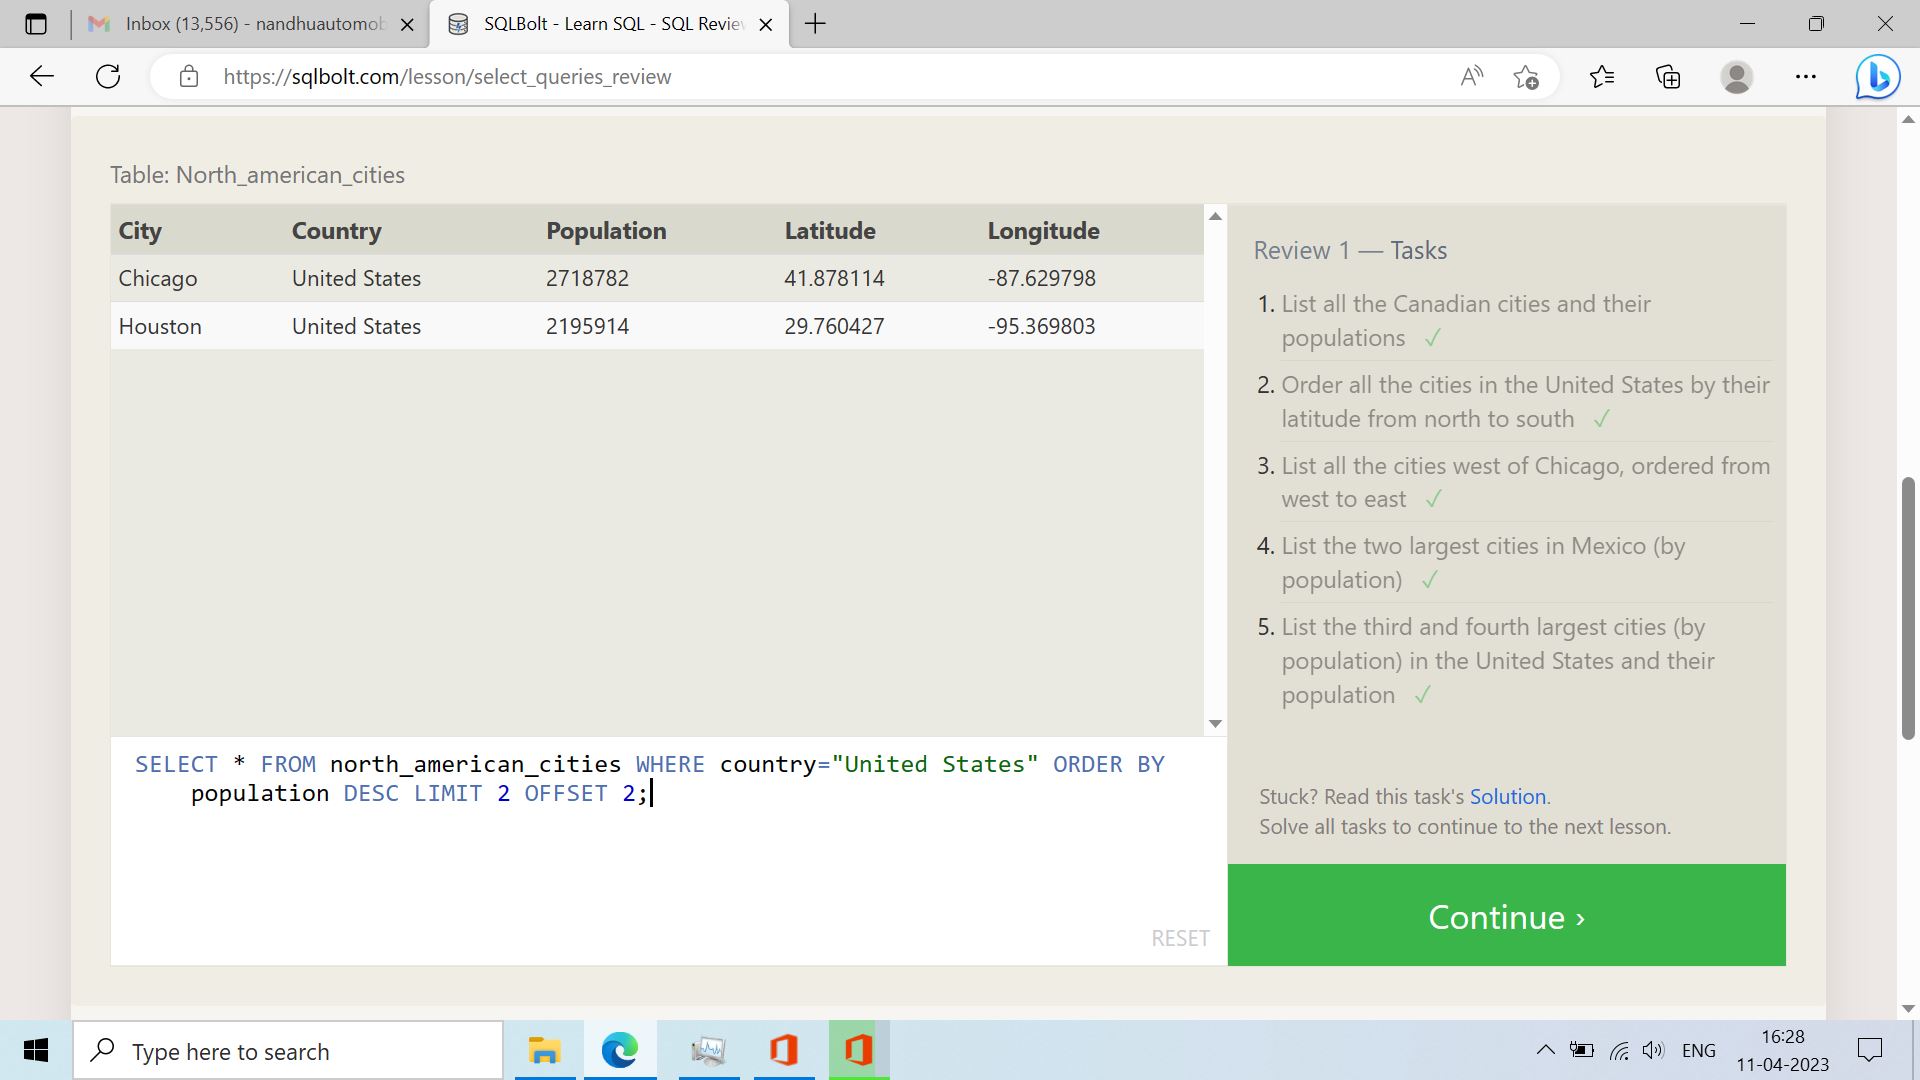 Inbox (13,556) - nandhuautomob
SQLBolt - Learn SQL - SQL Review
https://sqlbolt.com/lesson/select_queries_review
Table: North_american_cities
City Country Population Latitude Longitude
Chicago United States 2718782 41.878114 -87.629798
Houston United States 2195914 29.760427 -95.369803
Review 1 — Tasks
1. List all the Canadian cities and their
populations ✓
2. Order all the cities in the United States by their
latitude from north to south ✓
3. List all the cities west of Chicago, ordered from
west to east ✓
4. List the two largest cities in Mexico (by
population) ✓
5. List the third and fourth largest cities (by
population) in the United States and their
population ✓
SELECT * FROM north_american_cities WHERE country="United States" ORDER BY
population DESC LIMIT 2 OFFSET 2;
RESET
Stuck? Read this task's Solution.
Solve all tasks to continue to the next lesson.
Continue ›
Type here to search
ENG
16:28
11-04-2023